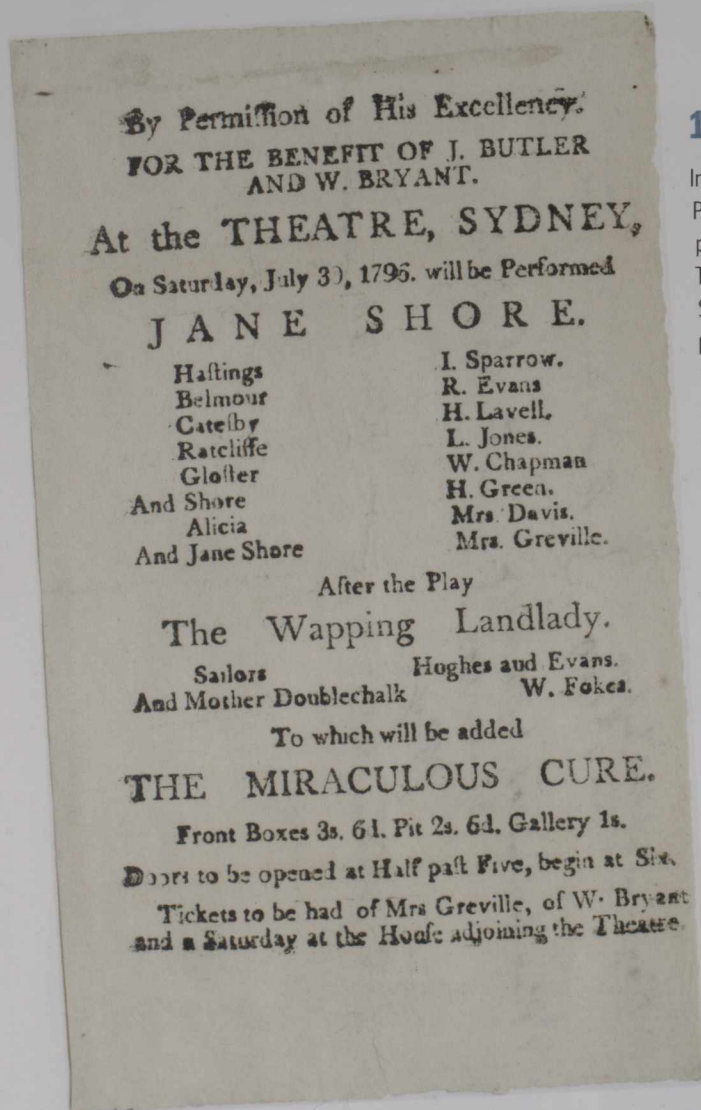 By Permiſſion of His Excellency.
FOR THE BENEFIT OF J. BUTLER
AND W. BRYANT.
At the THEATRE, SYDNEY,
On Saturday, July 30, 1796. will be Performed
JANE SHORE.
Haſtings I. Sparrow.
Belmour R. Evans
Cateſby H. Lavell.
Ratcliffe L. Jones.
Gloſter W. Chapman
And Shore H. Green.
Alicia Mrs. Davis.
And Jane Shore Mrs. Greville.
After the Play
The Wapping Landlady.
Sailors Hoghes aud Evans.
And Mother Doublechalk W. Fokes.
To which will be added
THE MIRACULOUS CURE.
Front Boxes 3s. 6d. Pit 2s. 6d. Gallery 1s.
Doors to be opened at Half paſt Five, begin at Six.
Tickets to be had of Mrs Greville, of W. Bryant
and a Saturday at the Houſe adjoining the Theatre
1